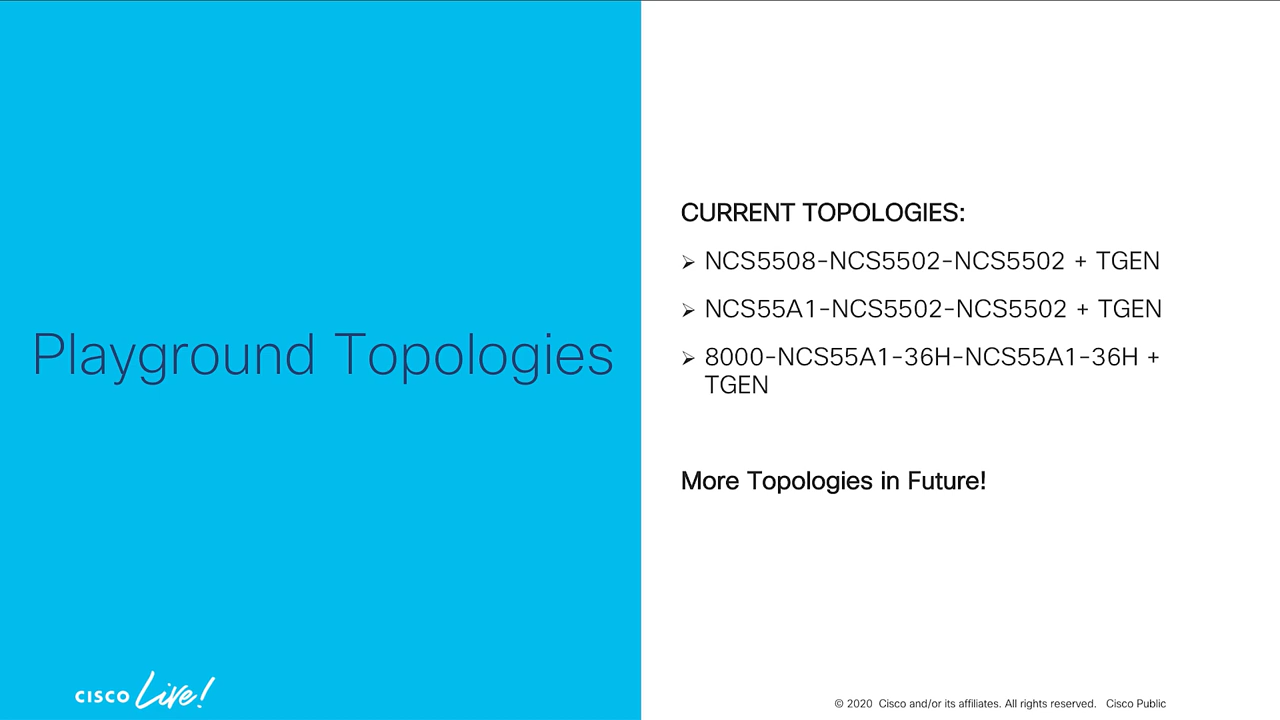 Playground Topologies
CURRENT TOPOLOGIES:
➢ NCS5508-NCS5502-NCS5502 + TGEN
➢ NCS55A1-NCS5502-NCS5502 + TGEN
➢ 8000-NCS55A1-36H-NCS55A1-36H +
TGEN
More Topologies in Future!
CISCO Live!
© 2020 Cisco and/or its affiliates. All rights reserved. Cisco Public